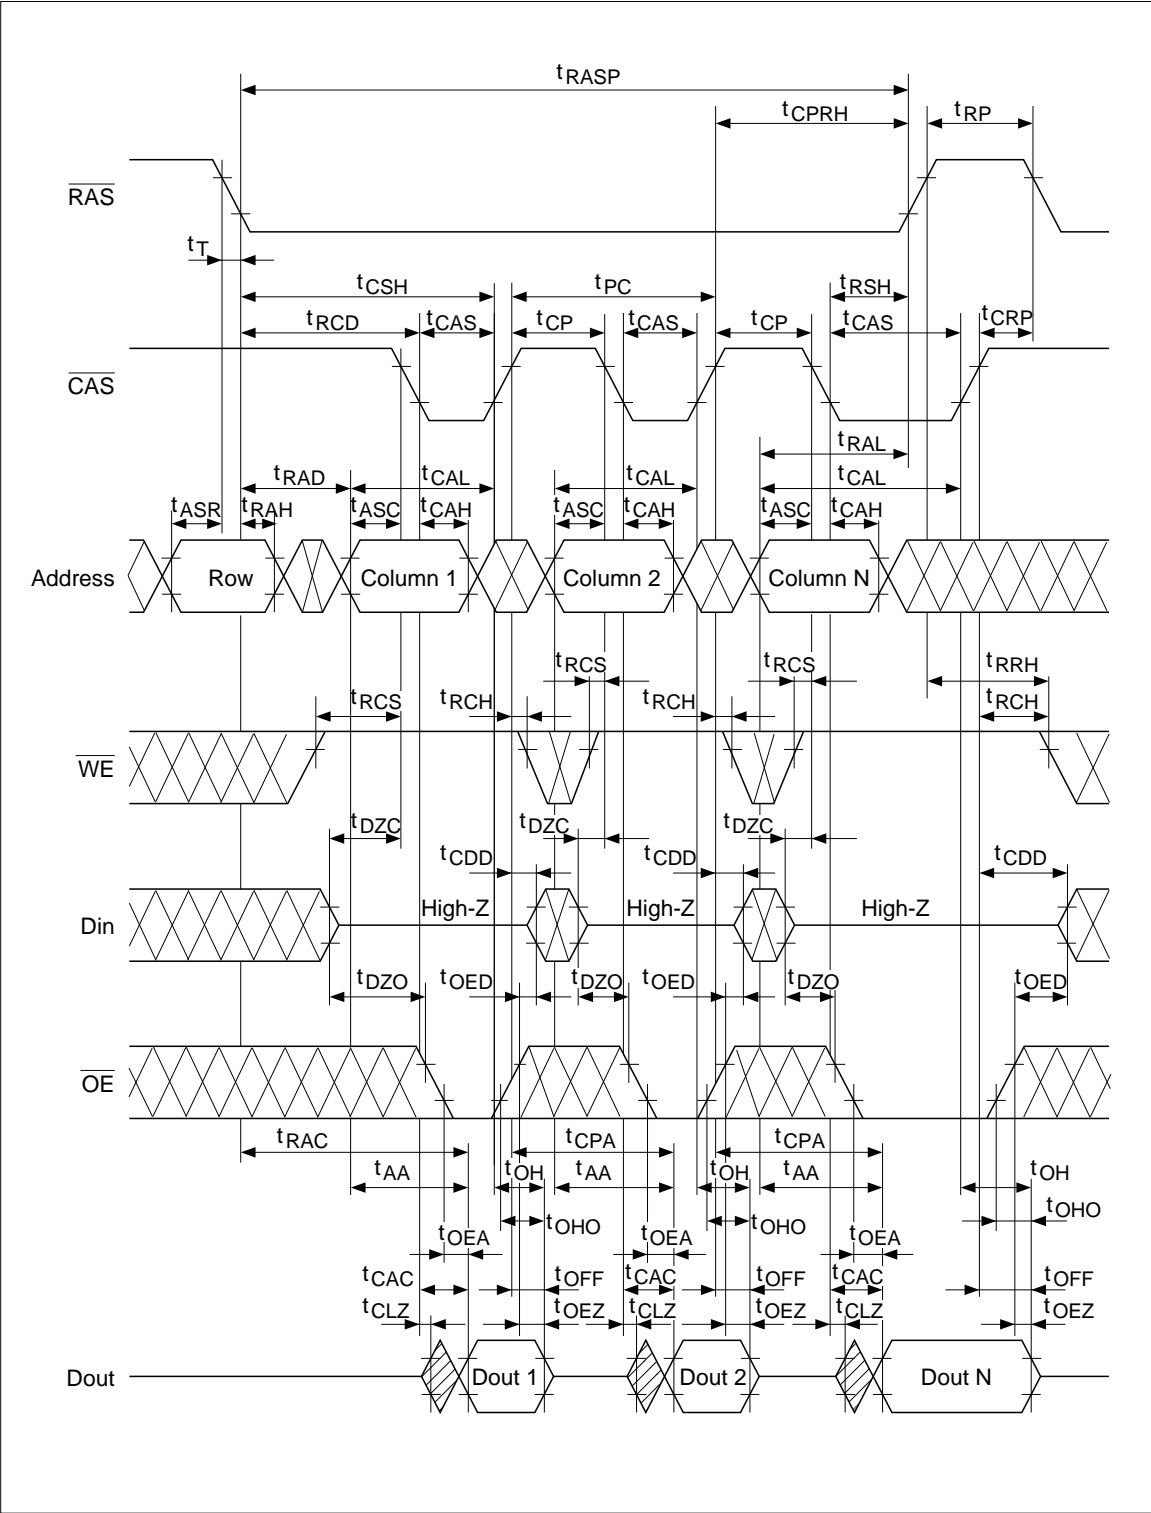 tRASP
tCPRH tRP
RAS
tT
tCSH tPC tRSH
tRCD tCAS tCP tCAS tCP tCAS tCRP
CAS
tRAL
tRAD tCAL tCAL tCAL
tASR tRAH tASC tCAH tASC tCAH tASC tCAH
Address Row Column 1 Column 2 Column N
tRCS tRCS tRRH
tRCS tRCH tRCH tRCH
WE
tDZC tDZC tDZC
tCDD tCDD tCDD
High-Z High-Z High-Z
Din
tDZO tOED tDZO tOED tDZO tOED
OE
tRAC tCPA tCPA
tAA tOH tAA tOH tAA tOH
tOHO tOHO tOHO
tOEA tOEA tOEA
tCAC tOFF tCAC tOFF tCAC tOFF
tCLZ tOEZ tCLZ tOEZ tCLZ tOEZ
Dout Dout 1 Dout 2 Dout N